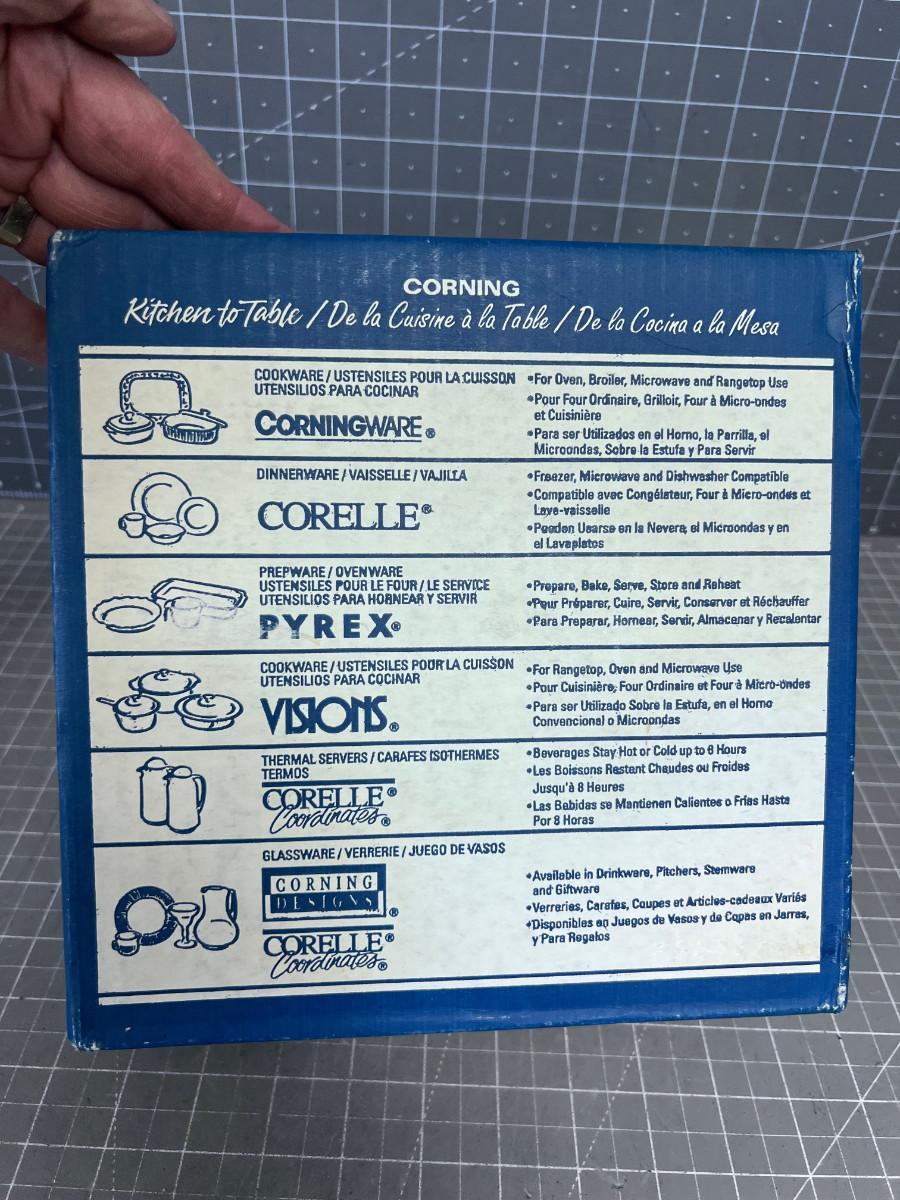 CORNING
Kitchen to Table / De la Cuisine à la Table / De la Cocina a la Mesa
COOKWARE / USTENSILES POUR LA CUISSON
UTENSILIOS PARA COCINAR
CORNINGWARE®
•For Oven, Broiler, Microwave and Rangetop Use
•Pour Four Ordinaire, Grilloir, Four à Micro-ondes
et Cuisinière
•Para ser Utilizados en el Horno, la Parrilla, el
Microondas, Sobre la Estufa y Para Servir
DINNERWARE / VAISSELLE / VAJILLA
CORELLE®
•Freezer, Microwave and Dishwasher Compatible
•Compatible avec Congélateur, Four à Micro-ondes et
Lave-vaisselle
•Pueden Usarse en la Nevera, el Microondas y en
el Lavaplatos
PREPWARE / OVENWARE
USTENSILES POUR LE FOUR / LE SERVICE
UTENSILIOS PARA HORNEAR Y SERVIR
PYREX®
•Prepare, Bake, Serve, Store and Reheat
•Pour Préparer, Cuire, Servir, Conserver et Réchauffer
•Para Preparar, Hornear, Servir, Almacenar y Recalentar
COOKWARE / USTENSILES POUR LA CUISSON
UTENSILIOS PARA COCINAR
VISIONS®
•For Rangetop, Oven and Microwave Use
•Pour Cuisinière, Four Ordinaire et Four à Micro-ondes
•Para ser Utilizado Sobre la Estufa, en el Horno
Convencional o Microondas
THERMAL SERVERS / CARAFES ISOTHERMES
TERMOS
CORELLE®
Coordinates®
•Beverages Stay Hot or Cold up to 8 Hours
•Les Boissons Restent Chaudes ou Froides
Jusqu'à 8 Heures
•Las Bebidas se Mantienen Calientes o Frías Hasta
Por 8 Horas
GLASSWARE / VERRERIE / JUEGO DE VASOS
CORNING
DESIGNS®
CORELLE®
Coordinates®
•Available in Drinkware, Pitchers, Stemware
and Giftware
•Verreries, Carafes, Coupes et Articles-cadeaux Variés
•Disponibles en Juegos de Vasos y de Copas en Jarras,
y Para Regalos